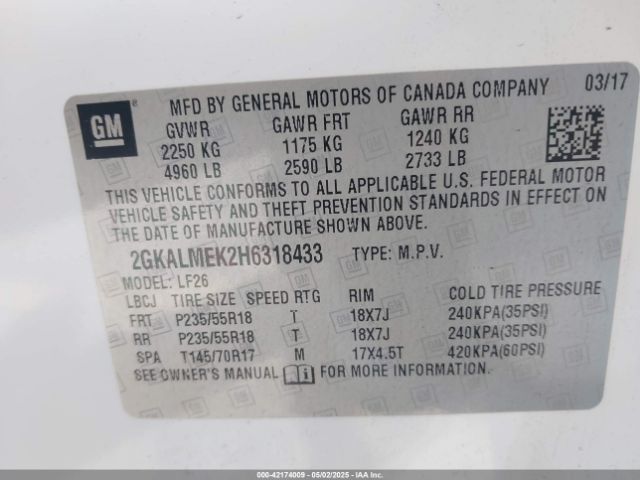 MFD BY GENERAL MOTORS OF CANADA COMPANY 03/17
GM ®
GVWR GAWR FRT GAWR RR
2250 KG 1175 KG 1240 KG
4960 LB 2590 LB 2733 LB
THIS VEHICLE CONFORMS TO ALL APPLICABLE U.S. FEDERAL MOTOR
VEHICLE SAFETY AND THEFT PREVENTION STANDARDS IN EFFECT ON
THE DATE OF MANUFACTURE SHOWN ABOVE.
2GKALMEK2H6318433 TYPE: M.P.V.
MODEL: LF26
LBCJ TIRE SIZE SPEED RTG RIM COLD TIRE PRESSURE
FRT P235/55R18 T 18X7J 240KPA(35PSI)
RR P235/55R18 T 18X7J 240KPA(35PSI)
SPA T145/70R17 M 17X4.5T 420KPA(60PSI)
SEE OWNER'S MANUAL FOR MORE INFORMATION.
000-42174009 - 05/02/2025 - IAAI.com